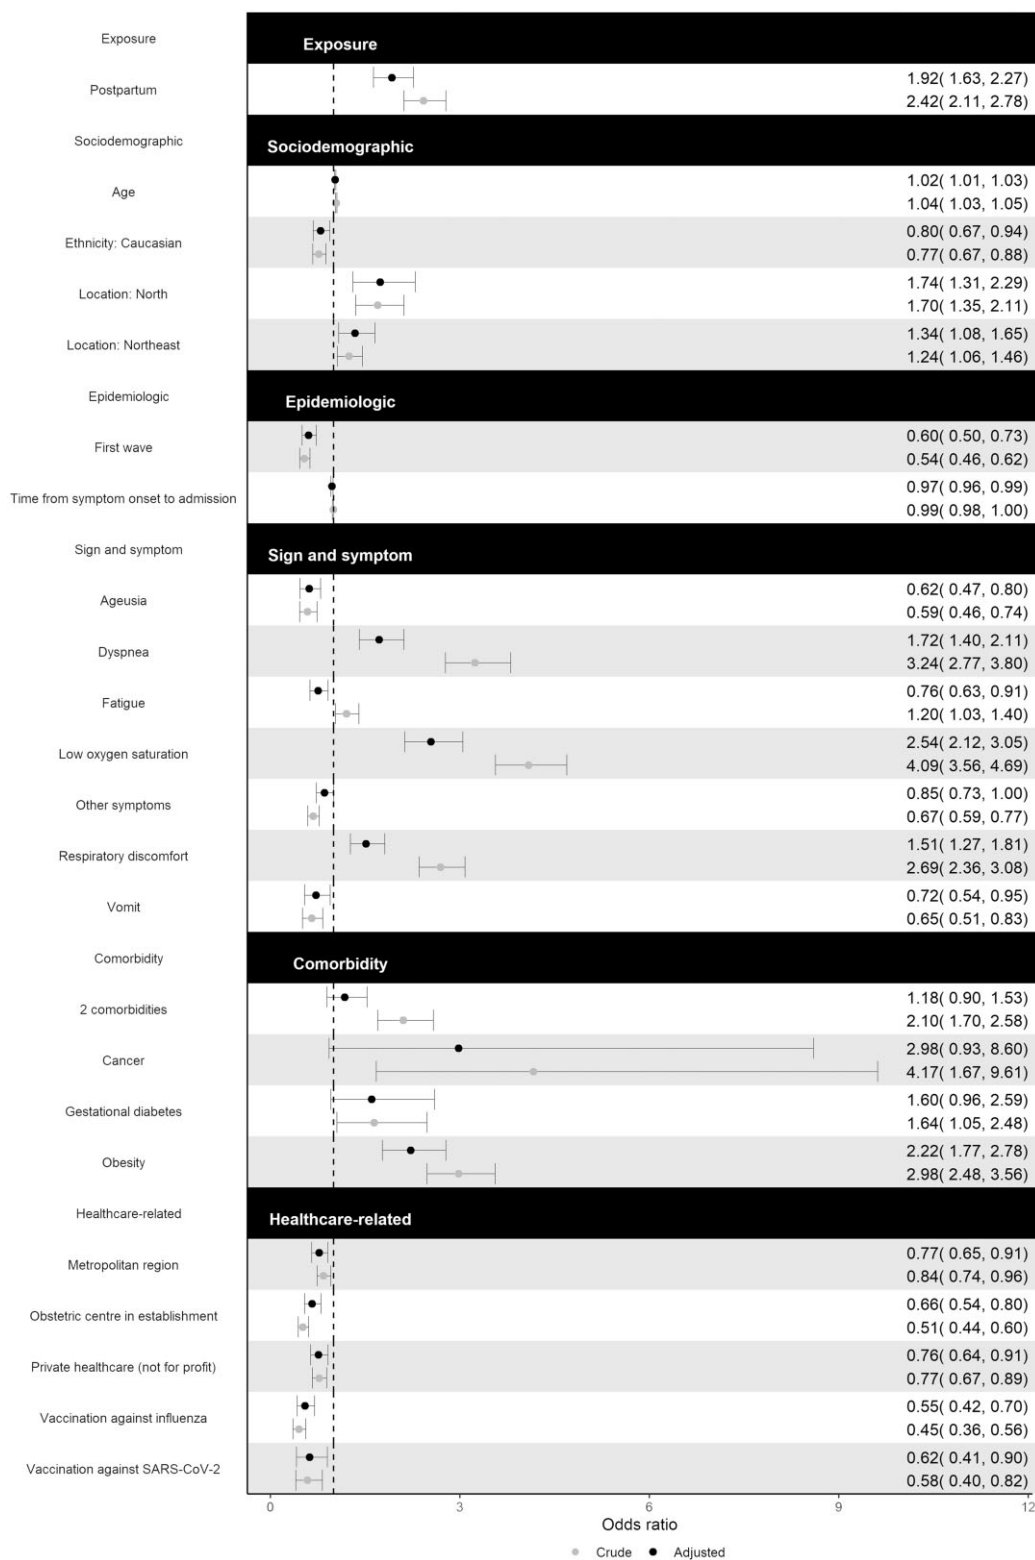 Exposure
Exposure
Postpartum
1.92( 1.63, 2.27)
2.42( 2.11, 2.78)
Sociodemographic
Sociodemographic
Age
1.02( 1.01, 1.03)
1.04( 1.03, 1.05)
Ethnicity: Caucasian
0.80( 0.67, 0.94)
0.77( 0.67, 0.88)
Location: North
1.74( 1.31, 2.29)
1.70( 1.35, 2.11)
Location: Northeast
1.34( 1.08, 1.65)
1.24( 1.06, 1.46)
Epidemiologic
Epidemiologic
First wave
0.60( 0.50, 0.73)
0.54( 0.46, 0.62)
Time from symptom onset to admission
0.97( 0.96, 0.99)
0.99( 0.98, 1.00)
Sign and symptom
Sign and symptom
Ageusia
0.62( 0.47, 0.80)
0.59( 0.46, 0.74)
Dyspnea
1.72( 1.40, 2.11)
3.24( 2.77, 3.80)
Fatigue
0.76( 0.63, 0.91)
1.20( 1.03, 1.40)
Low oxygen saturation
2.54( 2.12, 3.05)
4.09( 3.56, 4.69)
Other symptoms
0.85( 0.73, 1.00)
0.67( 0.59, 0.77)
Respiratory discomfort
1.51( 1.27, 1.81)
2.69( 2.36, 3.08)
Vomit
0.72( 0.54, 0.95)
0.65( 0.51, 0.83)
Comorbidity
Comorbidity
2 comorbidities
1.18( 0.90, 1.53)
2.10( 1.70, 2.58)
Cancer
2.98( 0.93, 8.60)
4.17( 1.67, 9.61)
Gestational diabetes
1.60( 0.96, 2.59)
1.64( 1.05, 2.48)
Obesity
2.22( 1.77, 2.78)
2.98( 2.48, 3.56)
Healthcare-related
Healthcare-related
Metropolitan region
0.77( 0.65, 0.91)
0.84( 0.74, 0.96)
Obstetric centre in establishment
0.66( 0.54, 0.80)
0.51( 0.44, 0.60)
Private healthcare (not for profit)
0.76( 0.64, 0.91)
0.77( 0.67, 0.89)
Vaccination against influenza
0.55( 0.42, 0.70)
0.45( 0.36, 0.56)
Vaccination against SARS-CoV-2
0.62( 0.41, 0.90)
0.58( 0.40, 0.82)
0 3 6 9 12
Odds ratio
Crude Adjusted